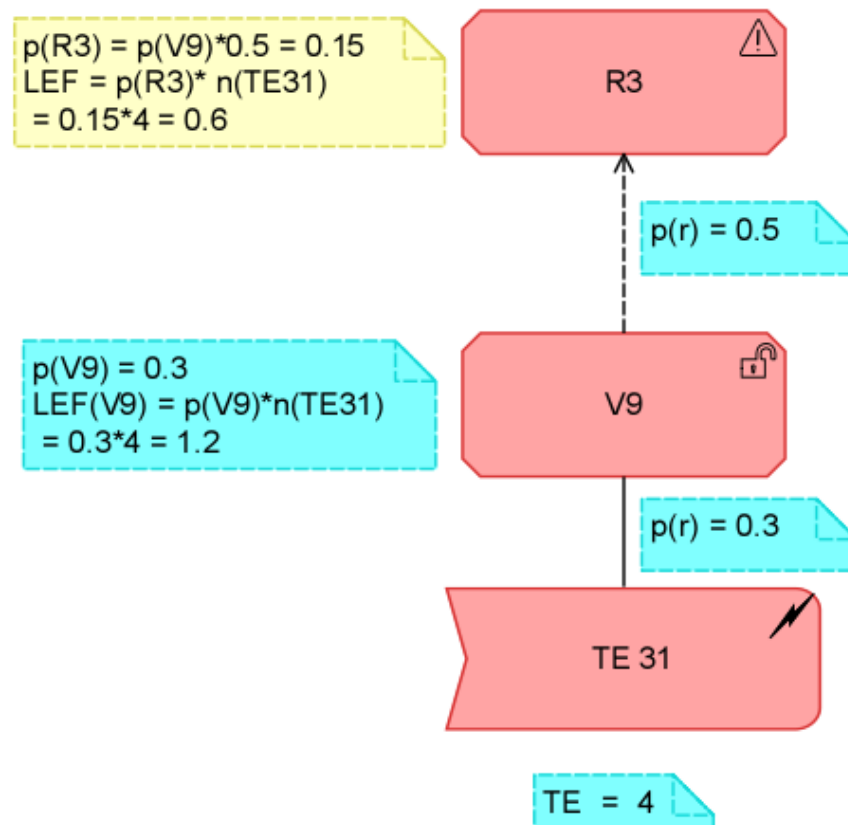 p(R3) = p(V9)*0.5 = 0.15
LEF = p(R3)* n(TE31)
= 0.15*4 = 0.6
R3
p(r) = 0.5
p(V9) = 0.3
LEF(V9) = p(V9)*n(TE31)
= 0.3*4 = 1.2
V9
p(r) = 0.3
TE 31
TE = 4